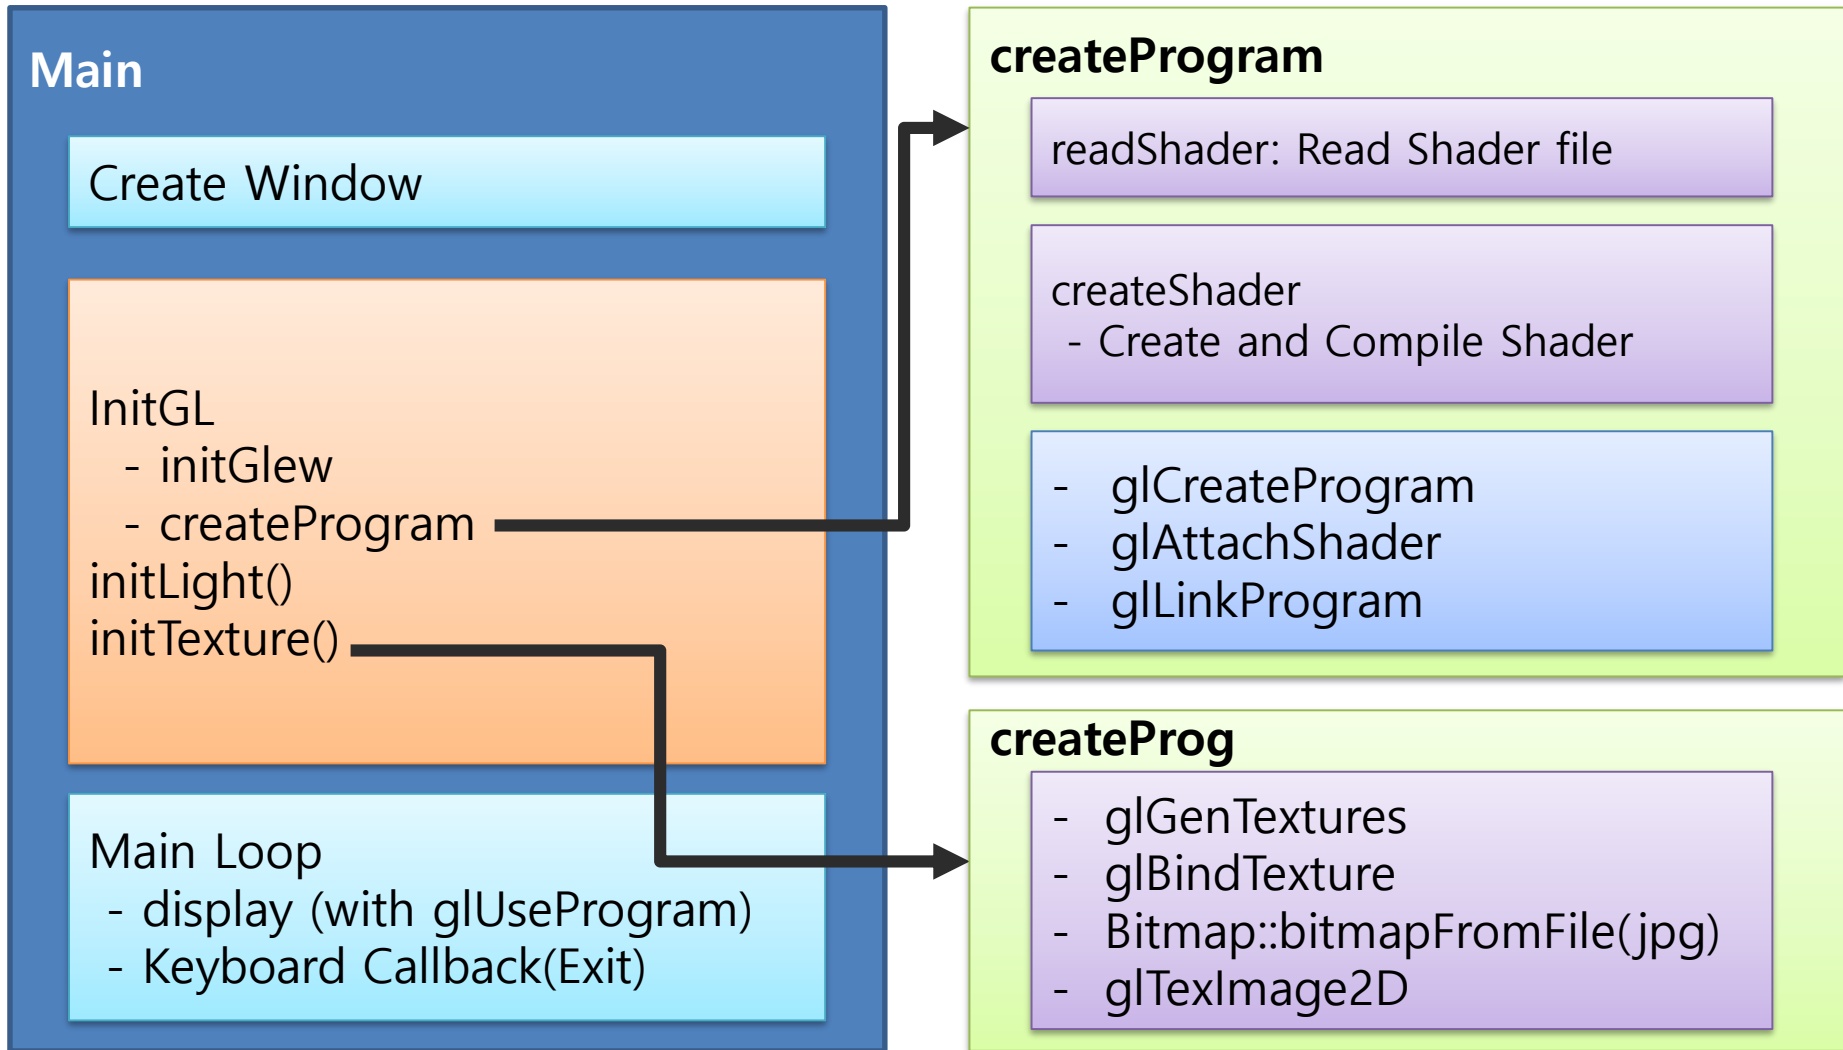 Main
Create Window
InitGL
- initGlew
- createProgram
initLight()
initTexture()
Main Loop
- display (with glUseProgram)
- Keyboard Callback(Exit)
createProgram
readShader: Read Shader file
createShader
- Create and Compile Shader
- glCreateProgram
- glAttachShader
- glLinkProgram
createProg
- glGenTextures
- glBindTexture
- Bitmap::bitmapFromFile(jpg)
- glTexImage2D